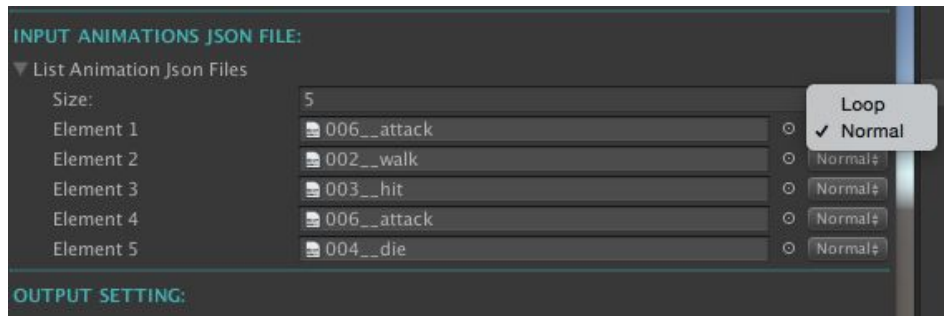 INPUT ANIMATIONS JSON FILE:
List Animation Json Files
Size: 5
Element 1 006__attack
Loop
Normal
Element 2 002__walk Normal
Element 3 003__hit Normal
Element 4 006__attack Normal
Element 5 004__die Normal
OUTPUT SETTING: